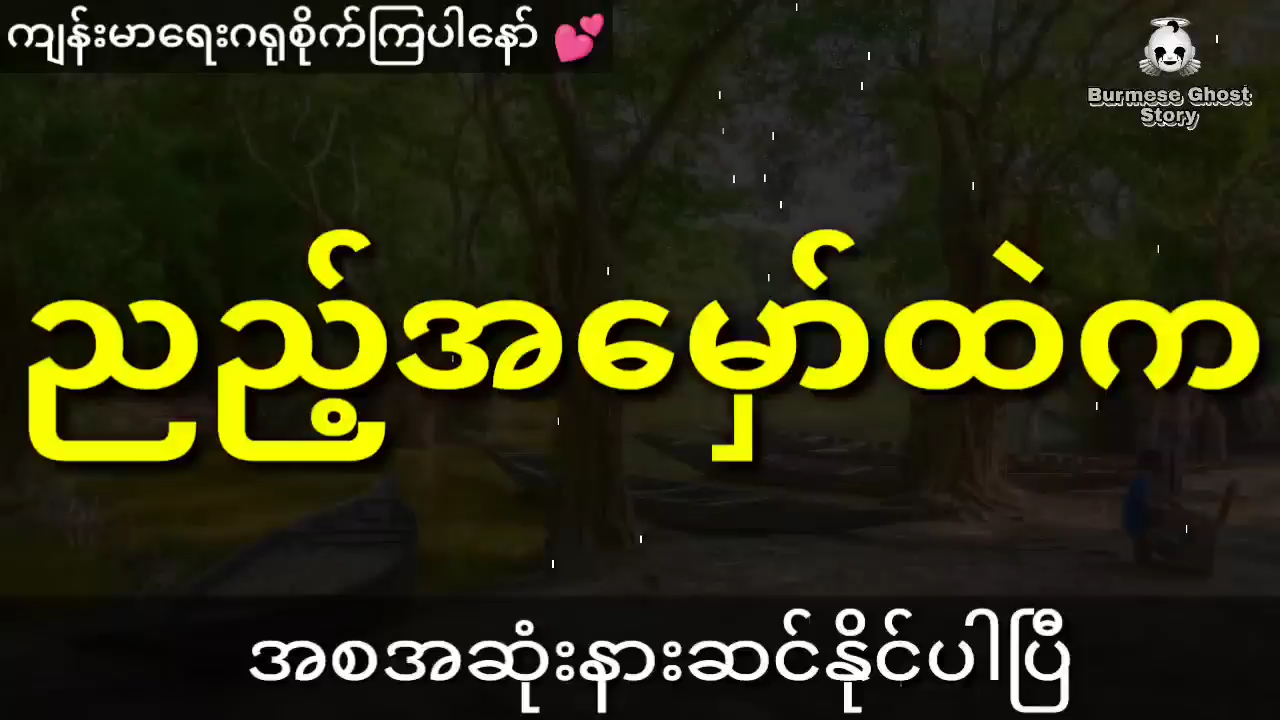 ကျန်းမာရေးဂရုစိုက်ကြပါနော် 💕
Burmese Ghost
Story
ညည့်အမှော်ထဲက
အစအဆုံးနားဆင်နိုင်ပါပြီ